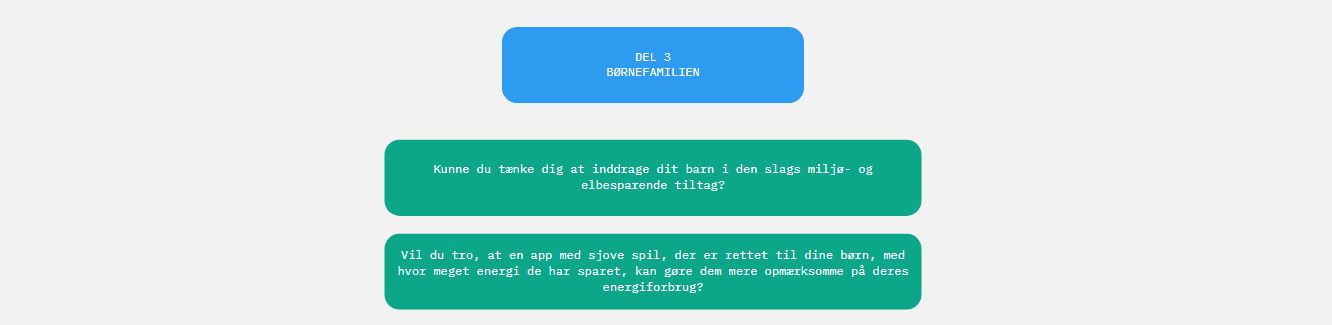 DEL 3
BØRNEFAMILIEN
Kunne du tænke dig at inddrage dit barn i den slags miljø- og
elbesparende tiltag?
Vil du tro, at en app med sjove spil, der er rettet til dine børn, med
hvor meget energi de har sparet, kan gøre dem mere opmærksomme på deres
energiforbrug?